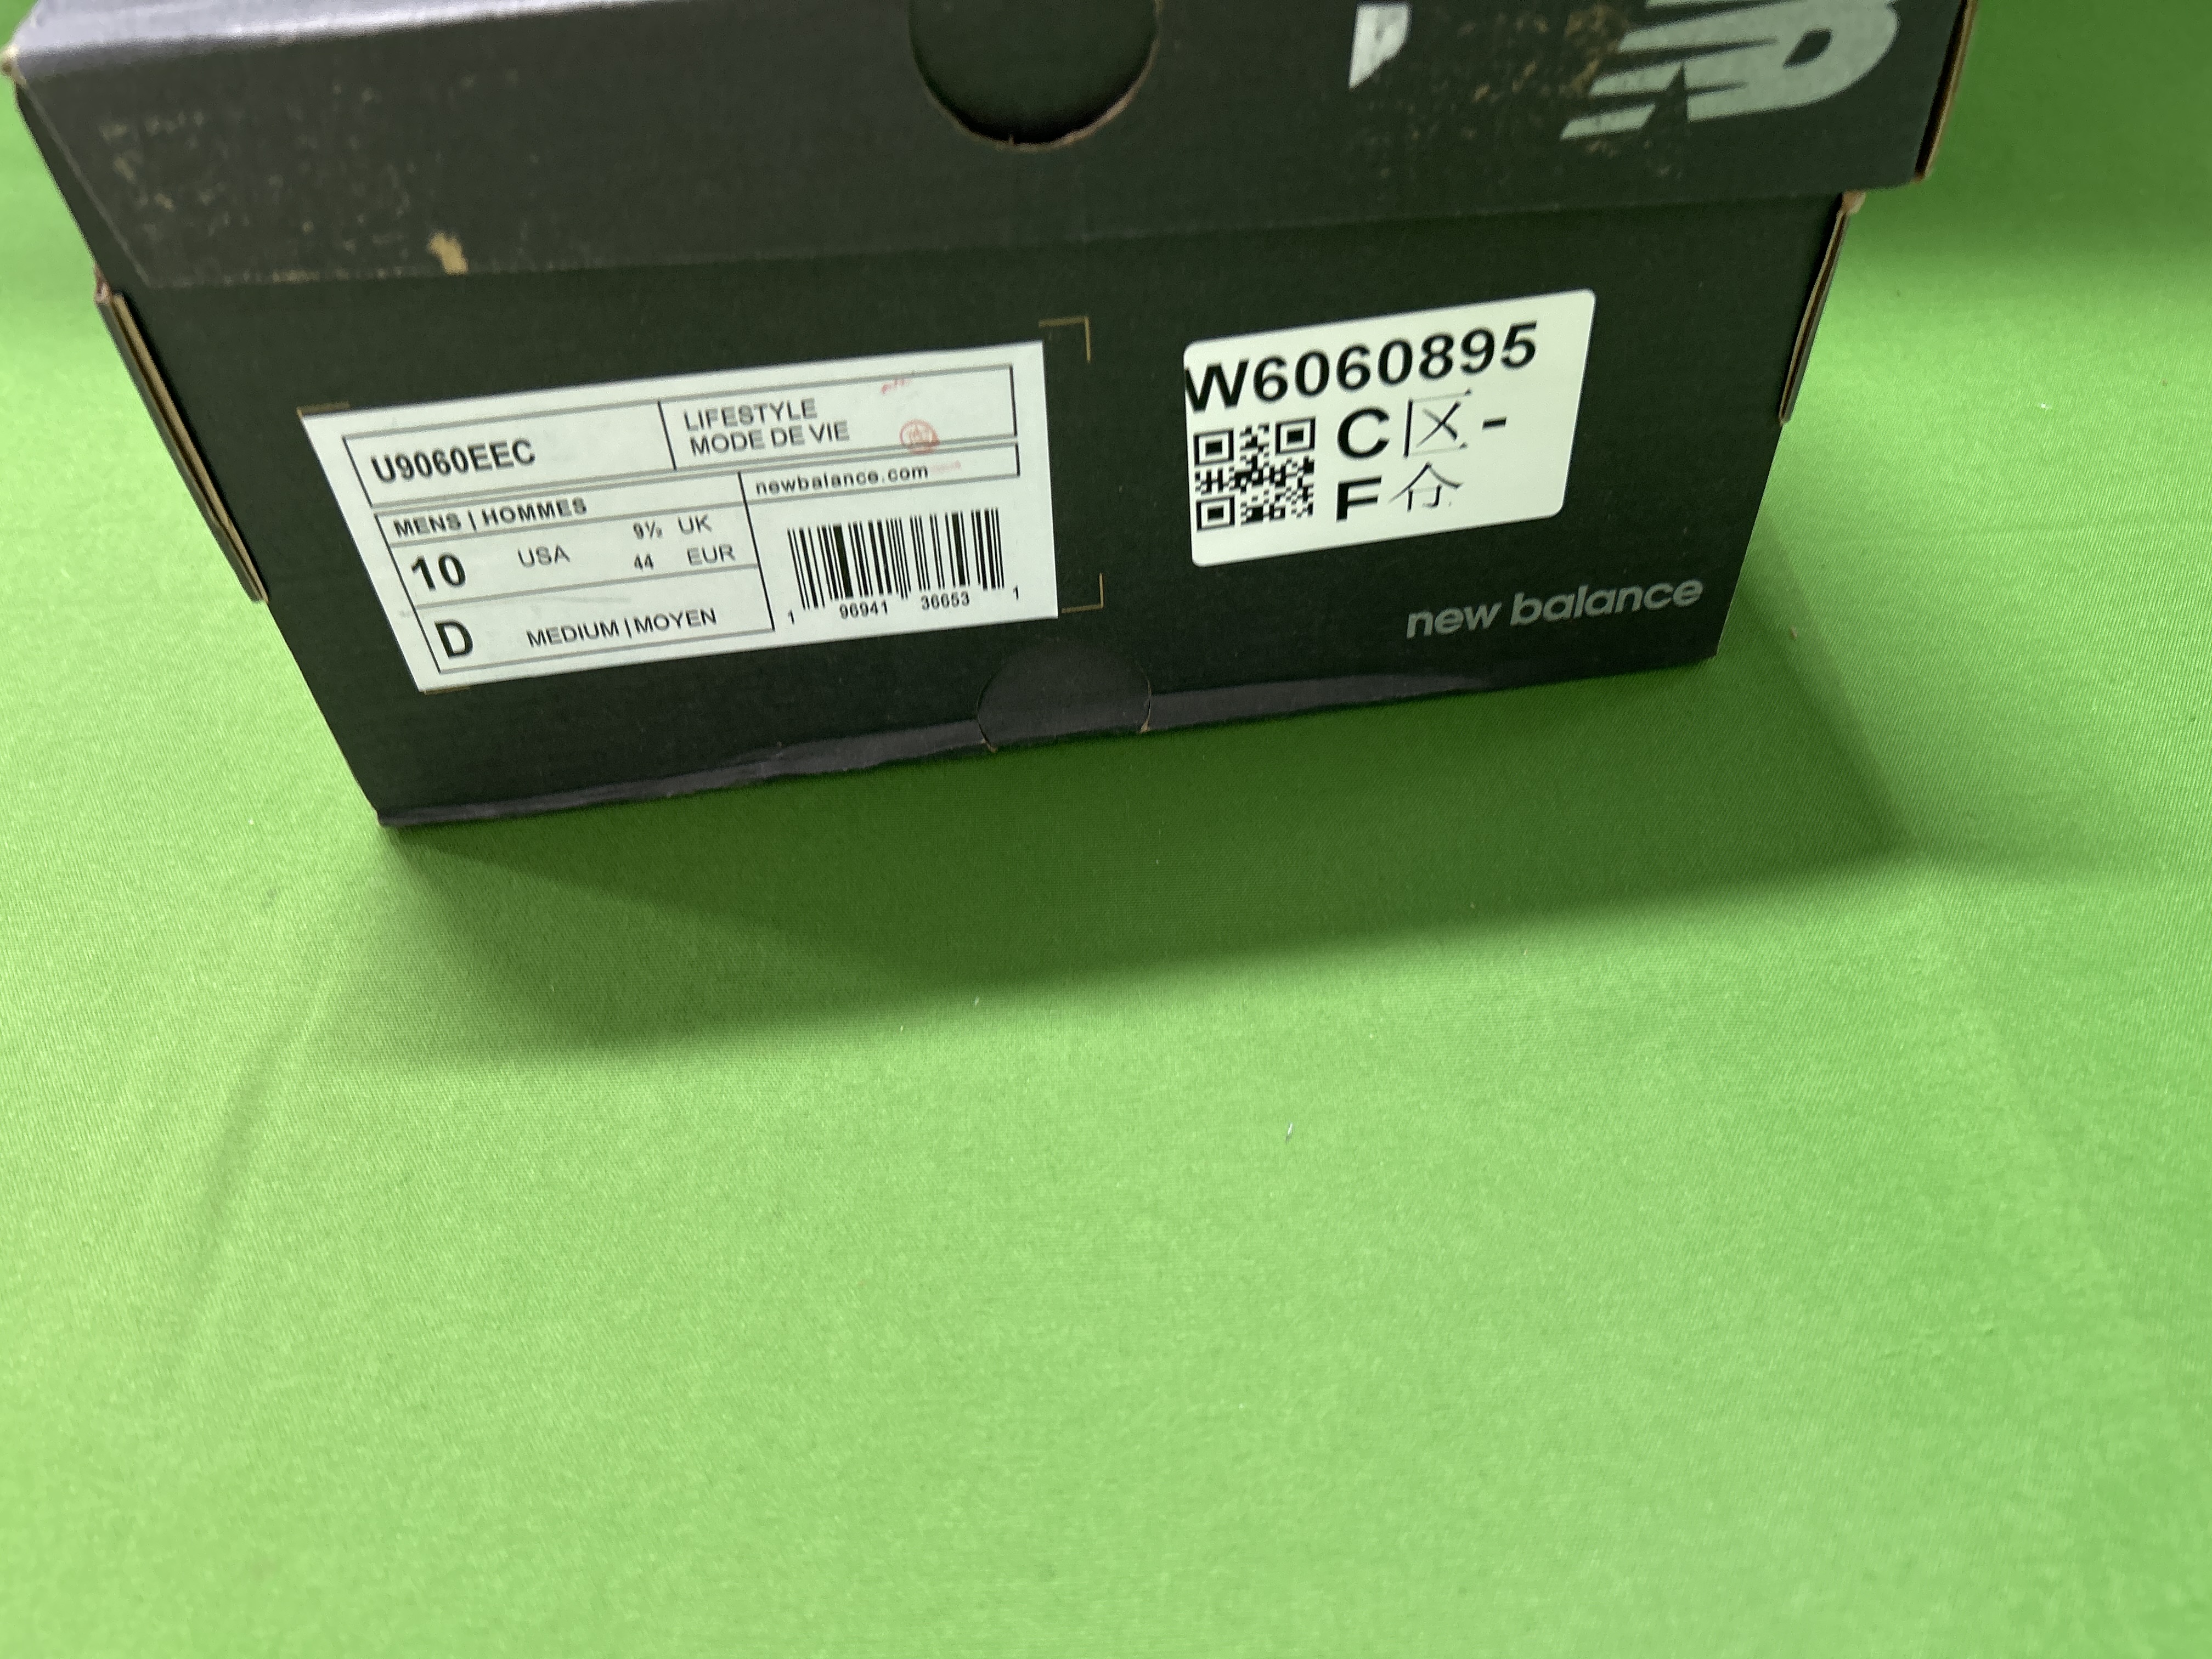 U9060EEC
LIFESTYLE
MODE DE VIE
newbalance.com
MENS | HOMMES
10 USA 9½ UK
44 EUR
D MEDIUM | MOYEN
1 96941 36653 1
W6060895
C区-
F仓
new balance